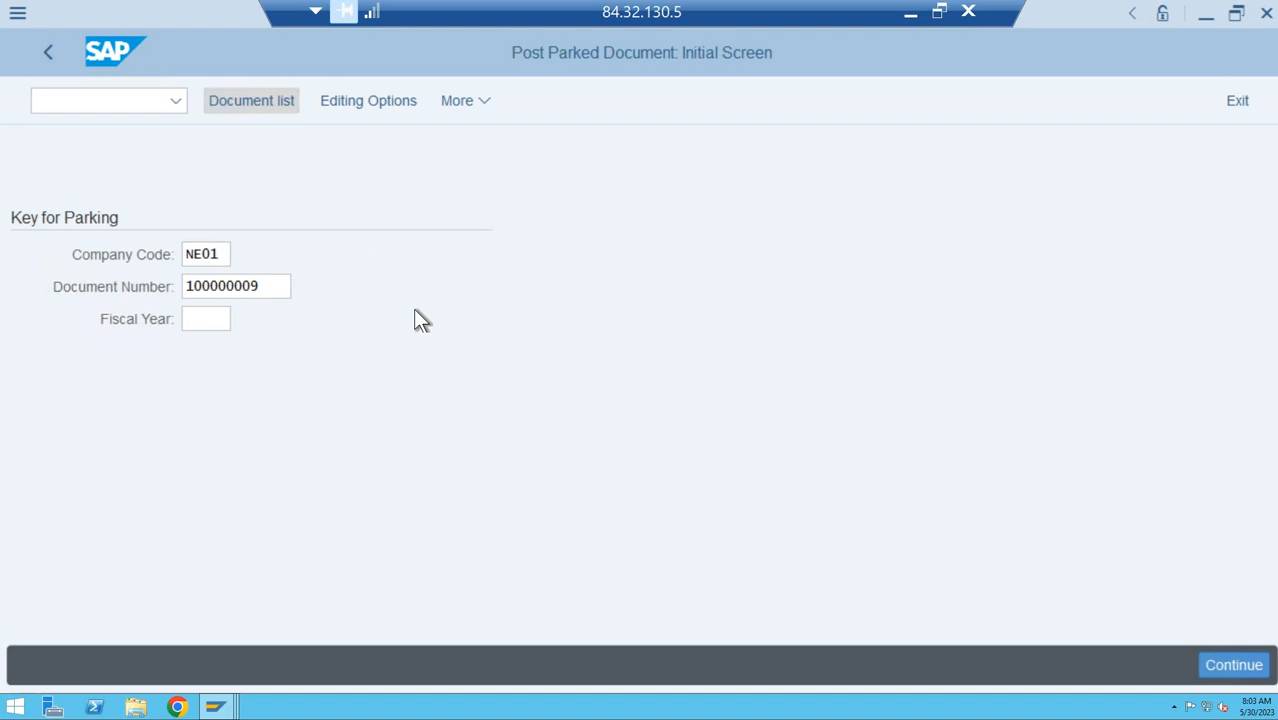 84.32.130.5
SAP
Post Parked Document: Initial Screen
Document list Editing Options More Exit
Key for Parking
Company Code: NE01
Document Number: 100000009
Fiscal Year:
Continue
8:03 AM
5/30/2023